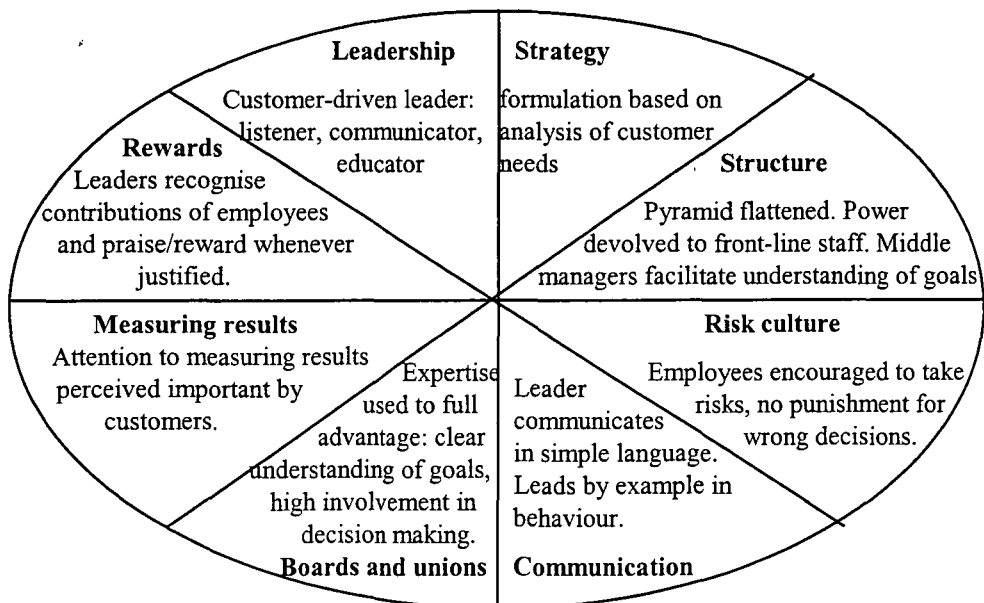 Leadership
Customer-driven leader:
listener, communicator,
educator
Strategy
formulation based on
analysis of customer
needs
Structure
Pyramid flattened. Power
devolved to front-line staff. Middle
managers facilitate understanding of goals
Risk culture
Employees encouraged to take
risks, no punishment for
wrong decisions.
Leader
communicates
in simple language.
Leads by example in
behaviour.
Communication
Expertise
used to full
advantage: clear
understanding of goals,
high involvement in
decision making.
Boards and unions
Measuring results
Attention to measuring results
perceived important by
customers.
Rewards
Leaders recognise
contributions of employees
and praise/reward whenever
justified.